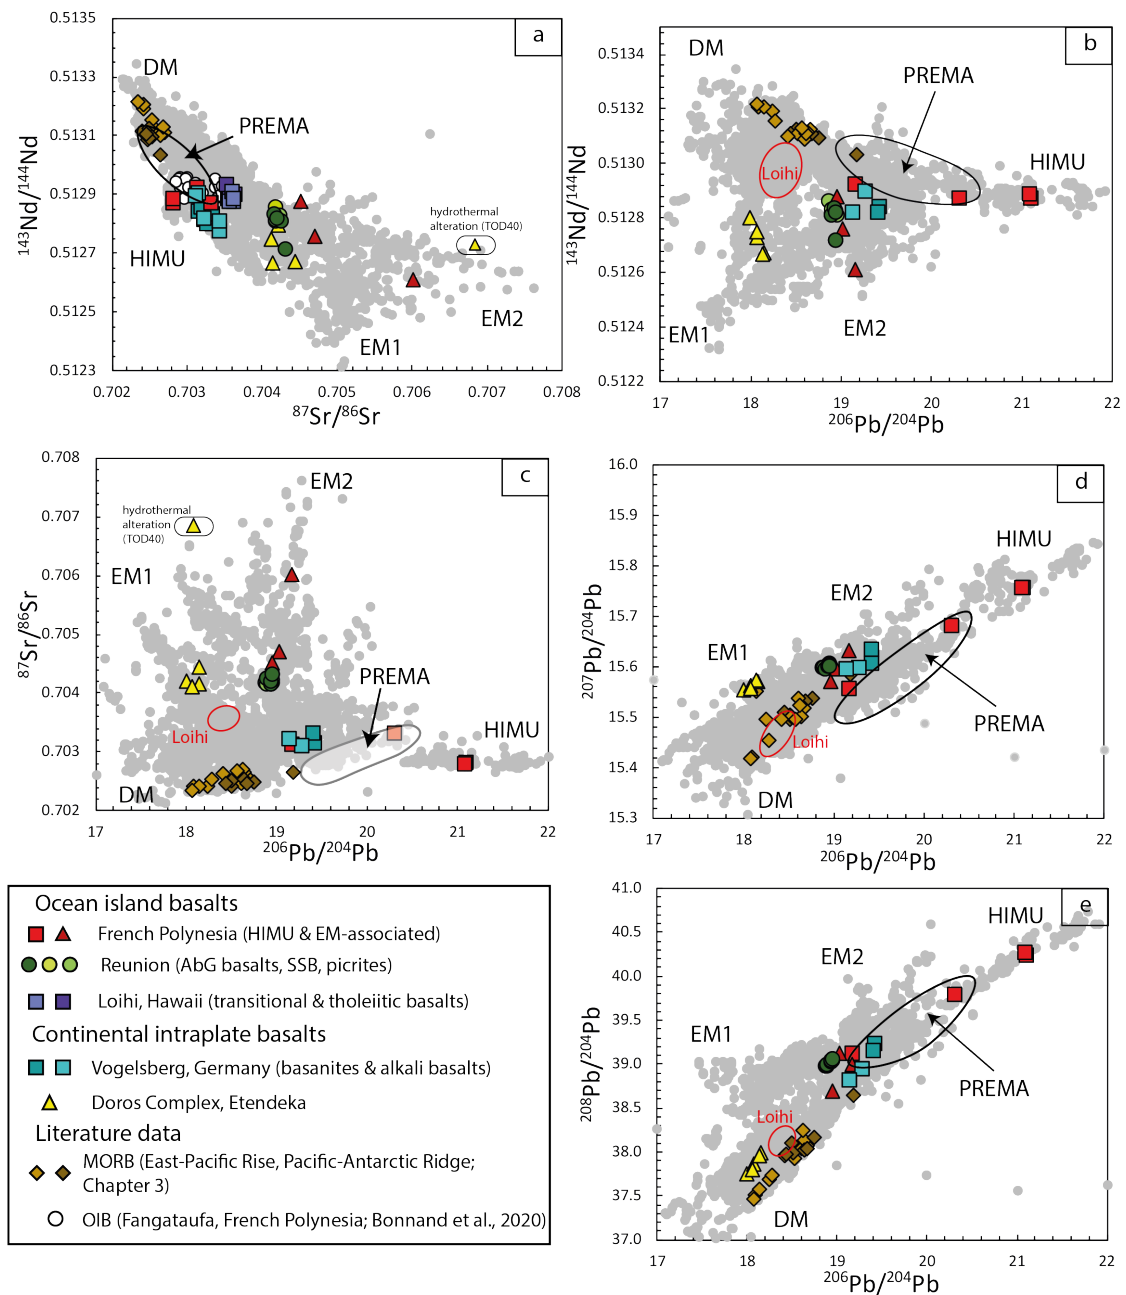 a
0.5135
0.5133
0.5131
0.5129
0.5127
0.5125
0.5123
143Nd/144Nd
DM
PREMA
HIMU
hydrothermal
alteration (TOD40)
EM2
EM1
0.702
0.703
0.704
0.705
0.706
0.707
0.708
87Sr/86Sr
b
0.5134
0.5132
0.5130
0.5128
0.5126
0.5124
0.5122
143Nd/144Nd
DM
PREMA
Loihi
HIMU
EM1
EM2
17
18
19
20
21
22
206Pb/204Pb
c
0.708
0.707
0.706
0.705
0.704
0.703
0.702
87Sr/86Sr
EM2
hydrothermal
alteration
(TOD40)
EM1
PREMA
Loihi
HIMU
DM
17
18
19
20
21
22
206Pb/204Pb
d
16.0
15.9
15.8
15.7
15.6
15.5
15.4
15.3
207Pb/204Pb
HIMU
EM2
EM1
PREMA
Loihi
DM
17
18
19
20
21
22
206Pb/204Pb
Ocean island basalts
French Polynesia (HIMU & EM-associated)
Reunion (AbG basalts, SSB, picrites)
Loihi, Hawaii (transitional & tholeiitic basalts)
Continental intraplate basalts
Vogelsberg, Germany (basanites & alkali basalts)
Doros Complex, Etendeka
Literature data
MORB (East-Pacific Rise, Pacific-Antarctic Ridge;
Chapter 3)
OIB (Fangataufa, French Polynesia; Bonnand et al., 2020)
e
41.0
40.5
40.0
39.5
39.0
38.5
38.0
37.5
37.0
208Pb/204Pb
HIMU
EM2
EM1
PREMA
Loihi
DM
17
18
19
20
21
22
206Pb/204Pb